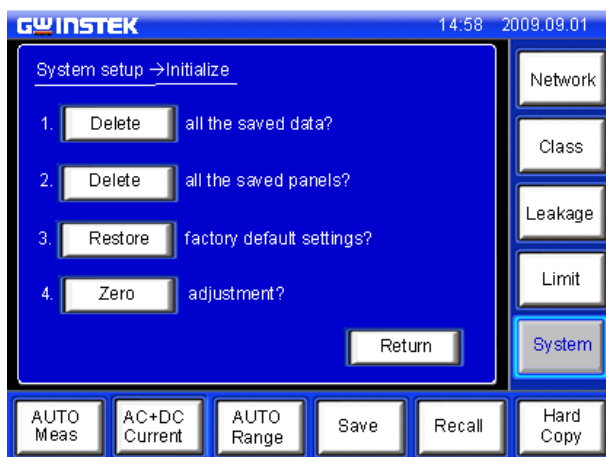 GWINSTEK 14:58 2009.09.01
System setup →Initialize
1. Delete all the saved data?
2. Delete all the saved panels?
3. Restore factory default settings?
4. Zero adjustment?
Return
Network
Class
Leakage
Limit
System
AUTO
Meas
AC+DC
Current
AUTO
Range
Save
Recall
Hard
Copy